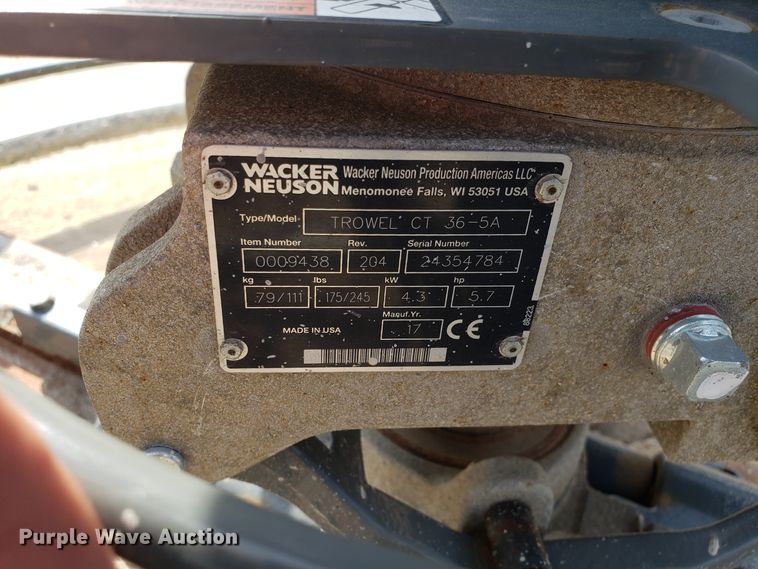 WACKER NEUSON Wacker Neuson Production Americas LLC
Menomonee Falls, WI 53051 USA
Type/Model TROWEL CT 36-5A
Item Number Rev. Serial Number
0009438 204 24354784
kg lbs kW hp
79/111 175/245 4.3 5.7
Manuf.Yr.
MADE IN USA 17 CE
88223
Purple Wave Auction